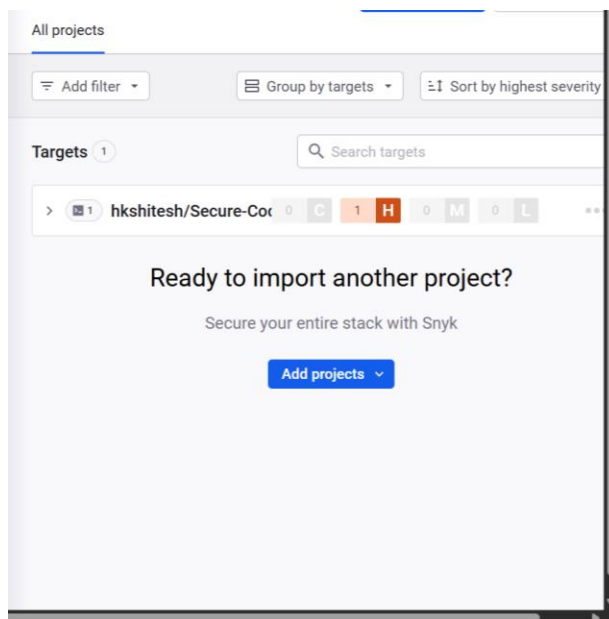 All projects
Add filter
Group by targets
Sort by highest severity
Targets 1
Search targets
1 hkshitesh/Secure-Coo 0 C 1 H 0 M 0 L
Ready to import another project?
Secure your entire stack with Snyk
Add projects